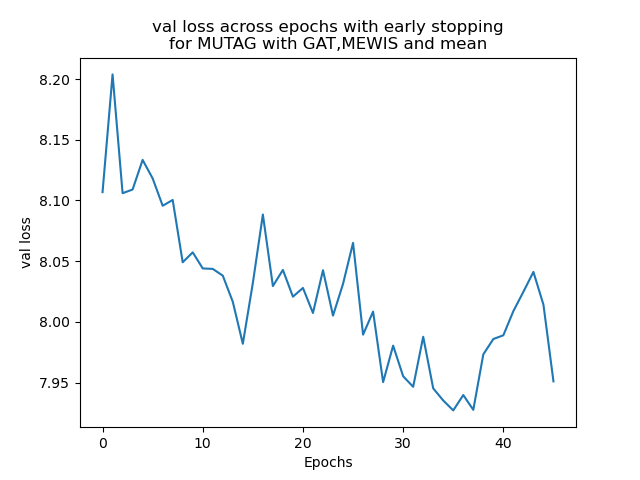 val loss across epochs with early stopping
for MUTAG with GAT,MEWIS and mean
8.20
8.15
8.10
8.05
8.00
7.95
val loss
0 10 20 30 40
Epochs